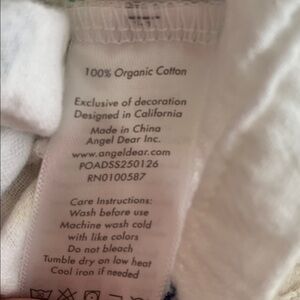 100% Organic Cotton
Exclusive of decoration
Designed in California
Made in China
Angel Dear Inc.
www.angeldear.com
POADSS250126
RN0100587
Care Instructions:
Wash before use
Machine wash cold
with like colors
Do not bleach
Tumble dry on low heat
Cool iron if needed